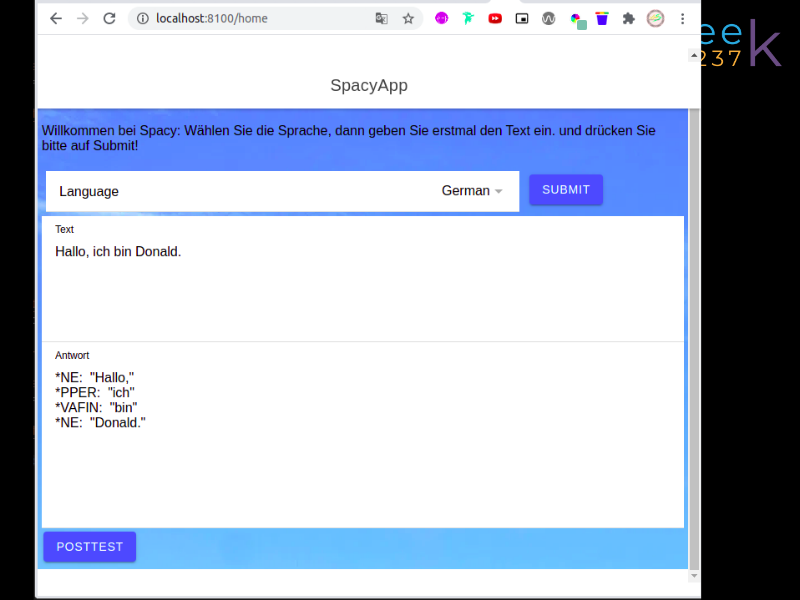 localhost:8100/home
eek
237
SpacyApp
Willkommen bei Spacy: Wählen Sie die Sprache, dann geben Sie erstmal den Text ein. und drücken Sie
bitte auf Submit!
Language German SUBMIT
Text
Hallo, ich bin Donald.
Antwort
*NE: "Hallo,"
*PPER: "ich"
*VAFIN: "bin"
*NE: "Donald."
POSTTEST